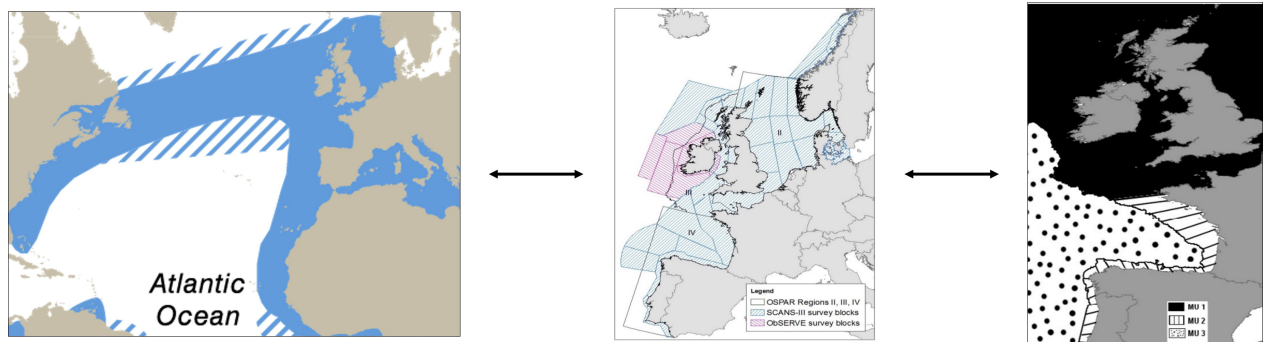 Atlantic
Ocean
II
III
IV
Legend
OSPAR Regions II, III, IV
SCANS-III survey blocks
ObSERVE survey blocks
MU 1
MU 2
MU 3